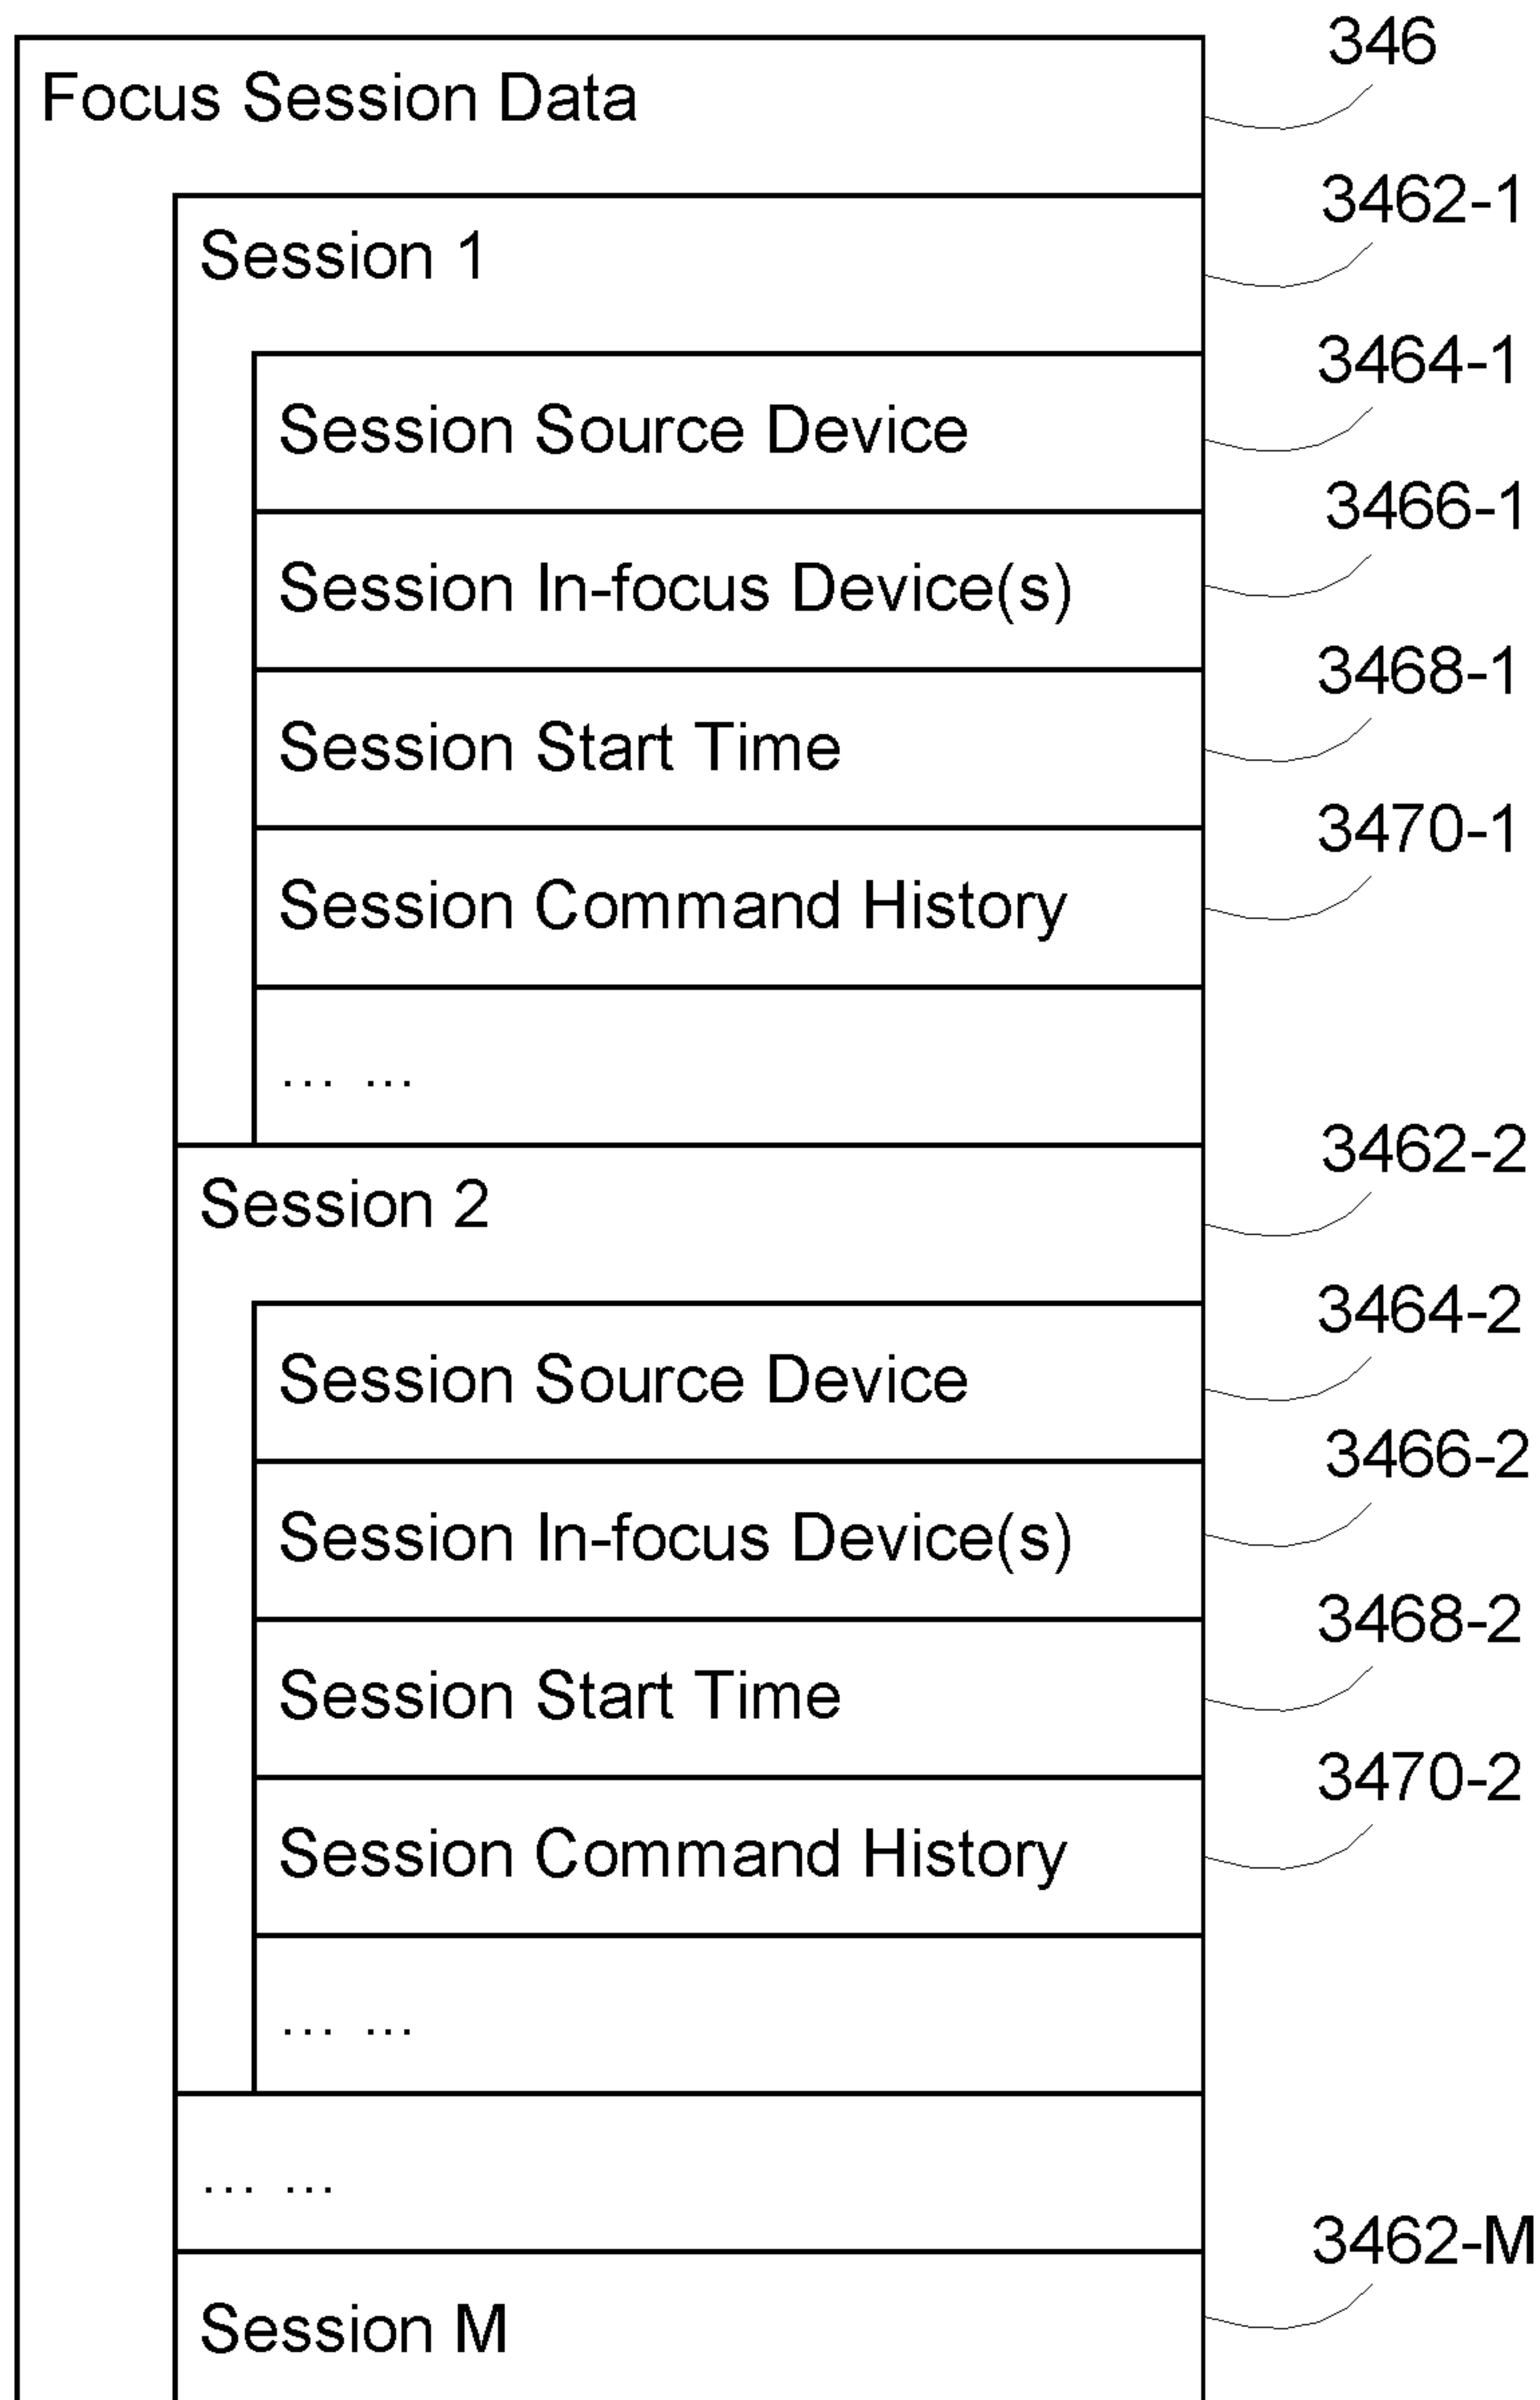 Focus Session Data 346
Session 1 3462-1
Session Source Device 3464-1
Session In-focus Device(s) 3466-1
Session Start Time 3468-1
Session Command History 3470-1
... ...
Session 2 3462-2
Session Source Device 3464-2
Session In-focus Device(s) 3466-2
Session Start Time 3468-2
Session Command History 3470-2
... ...
... ...
Session M 3462-M